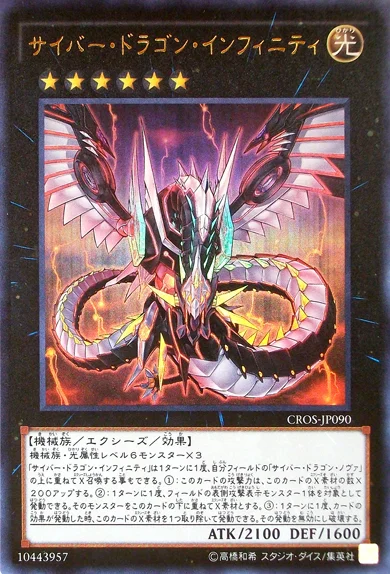 サイバー・ドラゴン・インフィニティ 光
CROS-JP090
【機械族／エクシーズ／効果】
機械族・光属性レベル６モンスター×３
「サイバー・ドラゴン・インフィニティ」は１ターンに１度、自分フィールドの「サイバー・ドラゴン・ノヴァ」
の上に重ねてＸ召喚する事もできる。①：このカードの攻撃力は、このカードのＸ素材の数×
２００アップする。②：１ターンに１度、フィールドの表側攻撃表示モンスター１体を対象として
発動できる。そのモンスターをこのカードの下に重ねてＸ素材とする。③：１ターンに１度、カードの
効果が発動した時、このカードのＸ素材を１つ取り除いて発動できる。その発動を無効にし破壊する。
ATK/2100 DEF/1600
10443957 ©高橋和希 スタジオ・ダイス/集英社